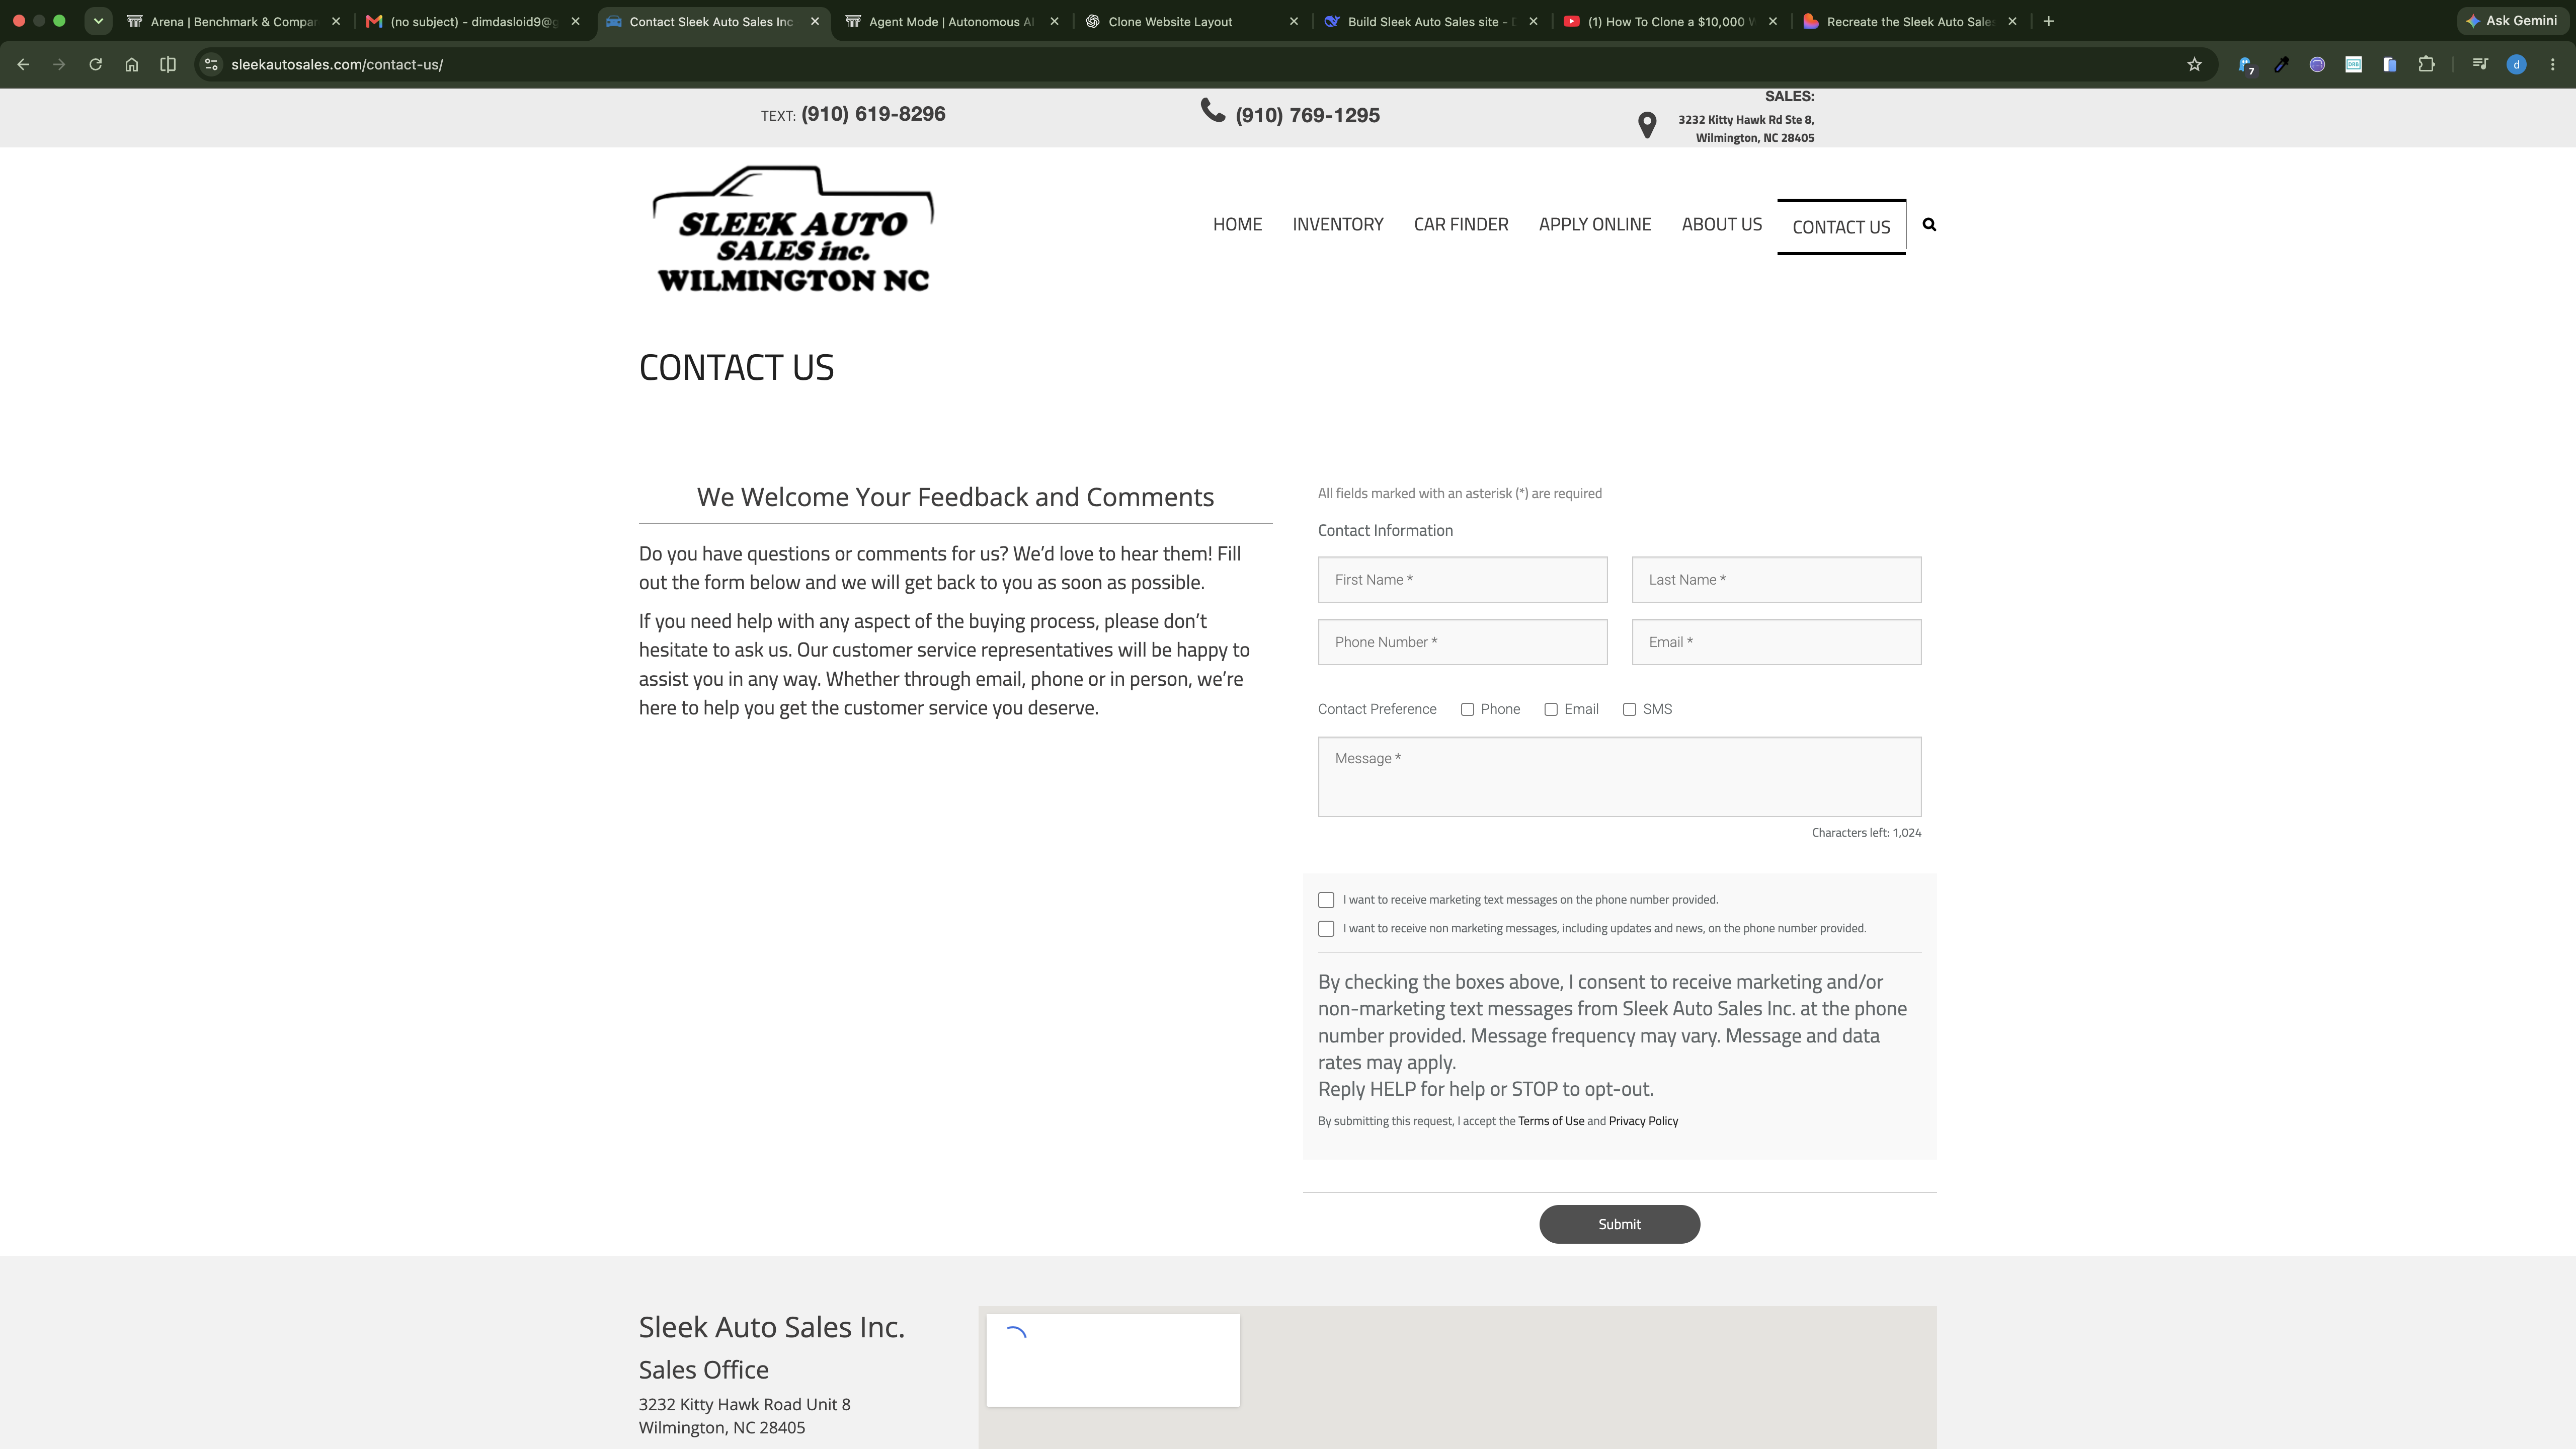 Arena | Benchmark & Compar
(no subject) - dimdasloid9@g
Contact Sleek Auto Sales Inc
Agent Mode | Autonomous AI
Clone Website Layout
Build Sleek Auto Sales site - D
(1) How To Clone a $10,000 W
Recreate the Sleek Auto Sales
Ask Gemini
sleekautosales.com/contact-us/
7
d
TEXT: (910) 619-8296
(910) 769-1295
SALES:
3232 Kitty Hawk Rd Ste 8,
Wilmington, NC 28405
SLEEK AUTO
SALES inc.
WILMINGTON NC
HOME INVENTORY CAR FINDER APPLY ONLINE ABOUT US CONTACT US
CONTACT US
We Welcome Your Feedback and Comments
Do you have questions or comments for us? We'd love to hear them! Fill
out the form below and we will get back to you as soon as possible.
If you need help with any aspect of the buying process, please don't
hesitate to ask us. Our customer service representatives will be happy to
assist you in any way. Whether through email, phone or in person, we're
here to help you get the customer service you deserve.
All fields marked with an asterisk (*) are required
Contact Information
First Name * Last Name *
Phone Number * Email *
Contact Preference Phone Email SMS
Message *
Characters left: 1,024
I want to receive marketing text messages on the phone number provided.
I want to receive non marketing messages, including updates and news, on the phone number provided.
By checking the boxes above, I consent to receive marketing and/or
non-marketing text messages from Sleek Auto Sales Inc. at the phone
number provided. Message frequency may vary. Message and data
rates may apply.
Reply HELP for help or STOP to opt-out.
By submitting this request, I accept the Terms of Use and Privacy Policy
Submit
Sleek Auto Sales Inc.
Sales Office
3232 Kitty Hawk Road Unit 8
Wilmington, NC 28405